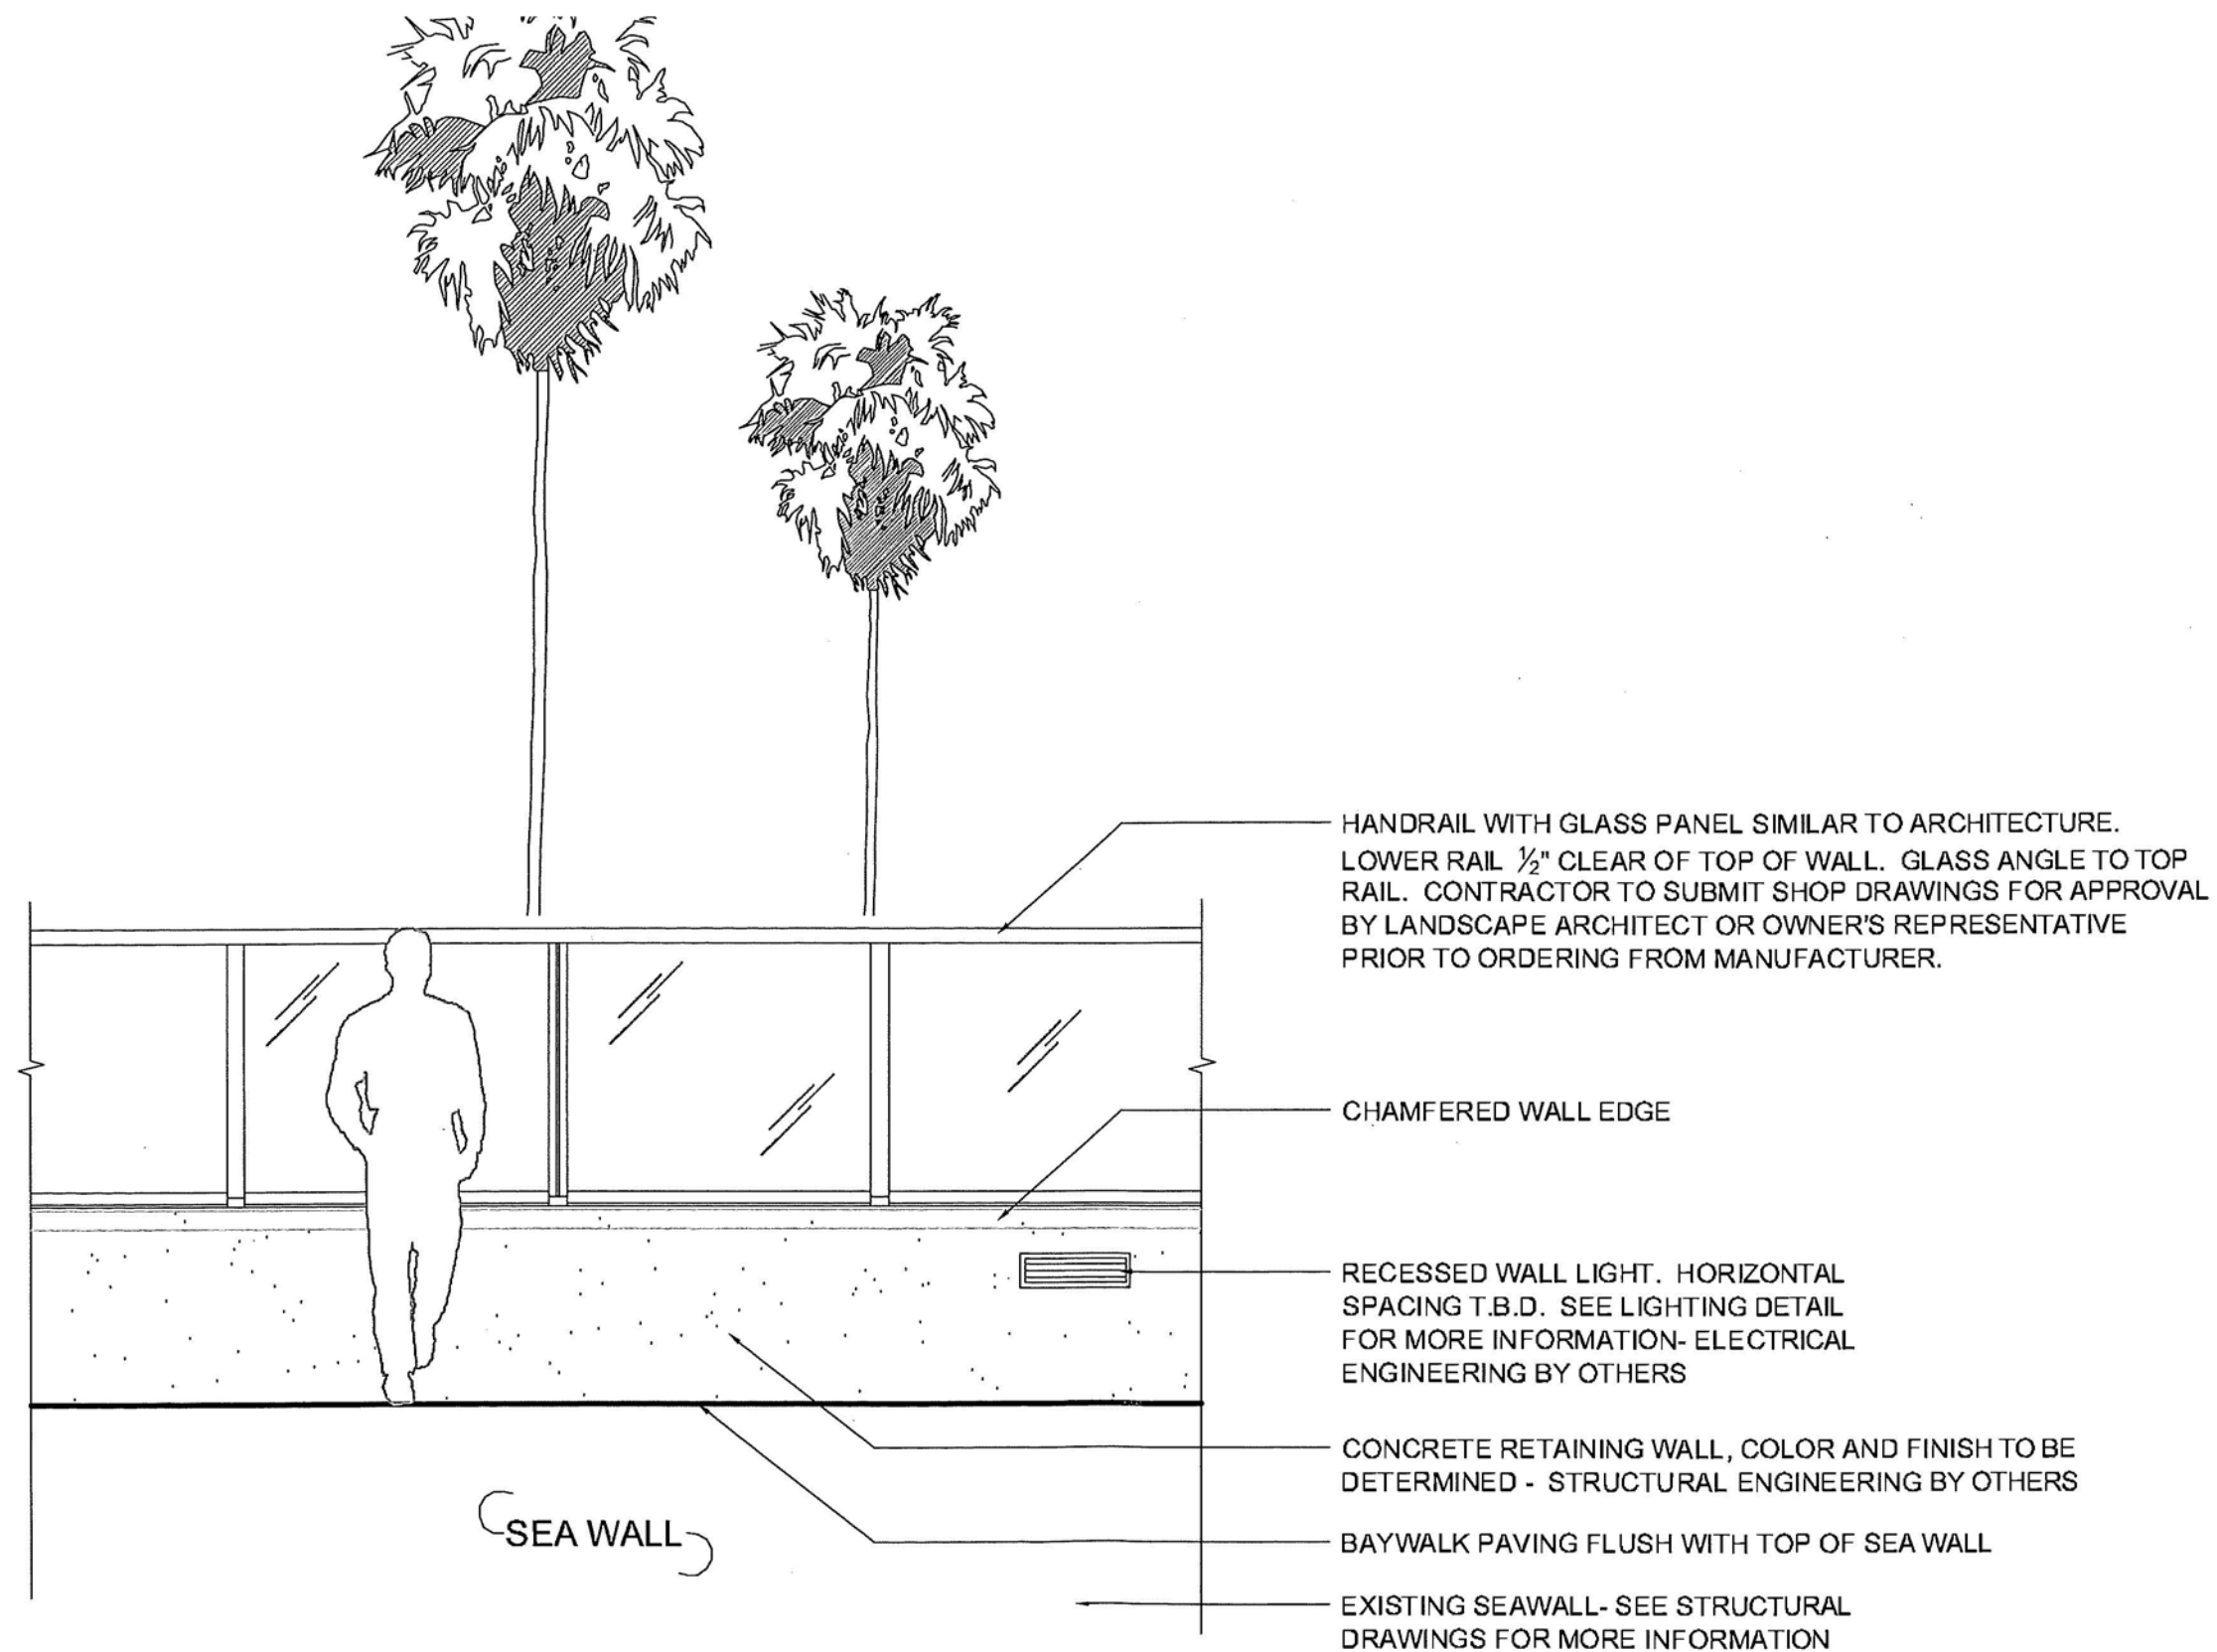 HANDRAIL WITH GLASS PANEL SIMILAR TO ARCHITECTURE.
LOWER RAIL ½" CLEAR OF TOP OF WALL. GLASS ANGLE TO TOP
RAIL. CONTRACTOR TO SUBMIT SHOP DRAWINGS FOR APPROVAL
BY LANDSCAPE ARCHITECT OR OWNER'S REPRESENTATIVE
PRIOR TO ORDERING FROM MANUFACTURER.
CHAMFERED WALL EDGE
RECESSED WALL LIGHT. HORIZONTAL
SPACING T.B.D. SEE LIGHTING DETAIL
FOR MORE INFORMATION- ELECTRICAL
ENGINEERING BY OTHERS
CONCRETE RETAINING WALL, COLOR AND FINISH TO BE
DETERMINED - STRUCTURAL ENGINEERING BY OTHERS
SEA WALL
BAYWALK PAVING FLUSH WITH TOP OF SEA WALL
EXISTING SEAWALL- SEE STRUCTURAL
DRAWINGS FOR MORE INFORMATION